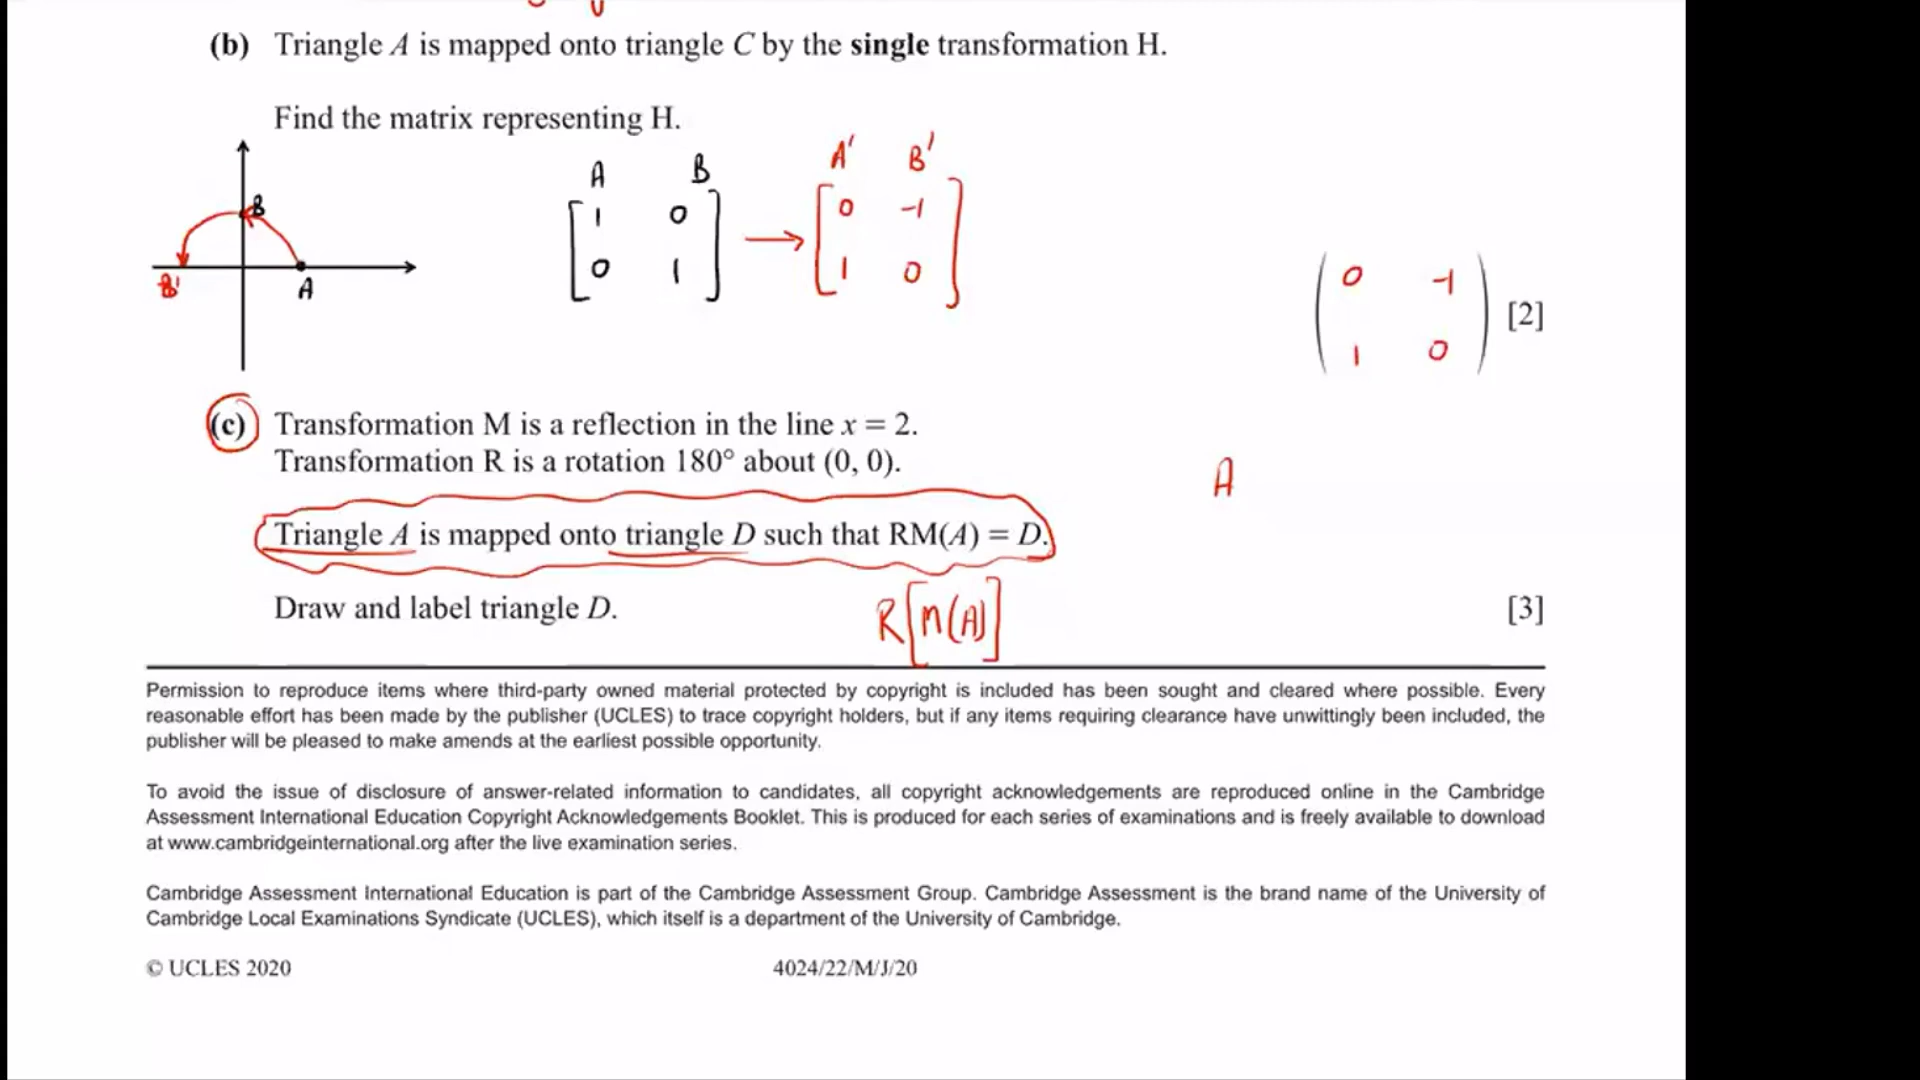 (b) Triangle A is mapped onto triangle C by the single transformation H.
Find the matrix representing H.
A B
1 0
0 1
A' B'
0 -1
1 0
B
B'
A
0 -1
1 0
[2]
(c) Transformation M is a reflection in the line x = 2.
Transformation R is a rotation 180° about (0, 0).
A
Triangle A is mapped onto triangle D such that RM(A) = D.
Draw and label triangle D.
R[M(A)]
[3]
Permission to reproduce items where third-party owned material protected by copyright is included has been sought and cleared where possible. Every
reasonable effort has been made by the publisher (UCLES) to trace copyright holders, but if any items requiring clearance have unwittingly been included, the
publisher will be pleased to make amends at the earliest possible opportunity.
To avoid the issue of disclosure of answer-related information to candidates, all copyright acknowledgements are reproduced online in the Cambridge
Assessment International Education Copyright Acknowledgements Booklet. This is produced for each series of examinations and is freely available to download
at www.cambridgeinternational.org after the live examination series.
Cambridge Assessment International Education is part of the Cambridge Assessment Group. Cambridge Assessment is the brand name of the University of
Cambridge Local Examinations Syndicate (UCLES), which itself is a department of the University of Cambridge.
© UCLES 2020
4024/22/M/J/20